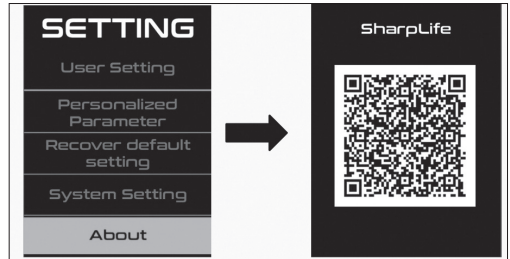 SETTING
User Setting
Personalized
Parameter
Recover default
setting
System Setting
About
SharpLife